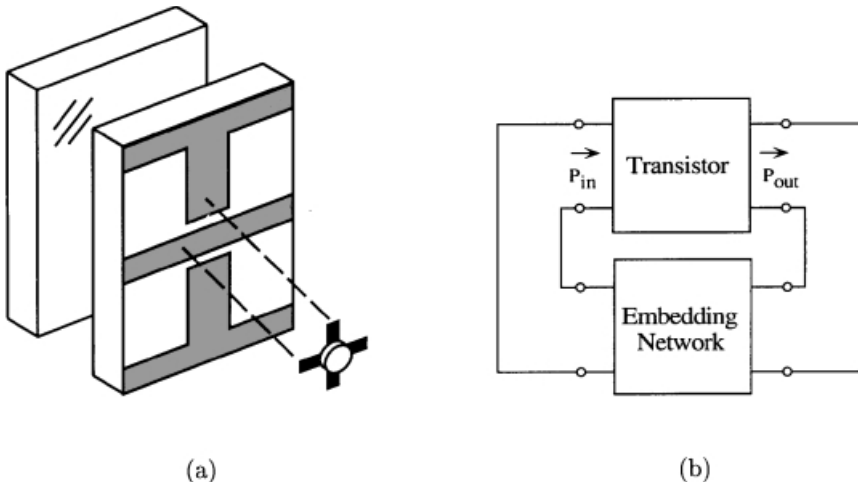 Transistor
P_in
P_out
Embedding
Network
(a)
(b)